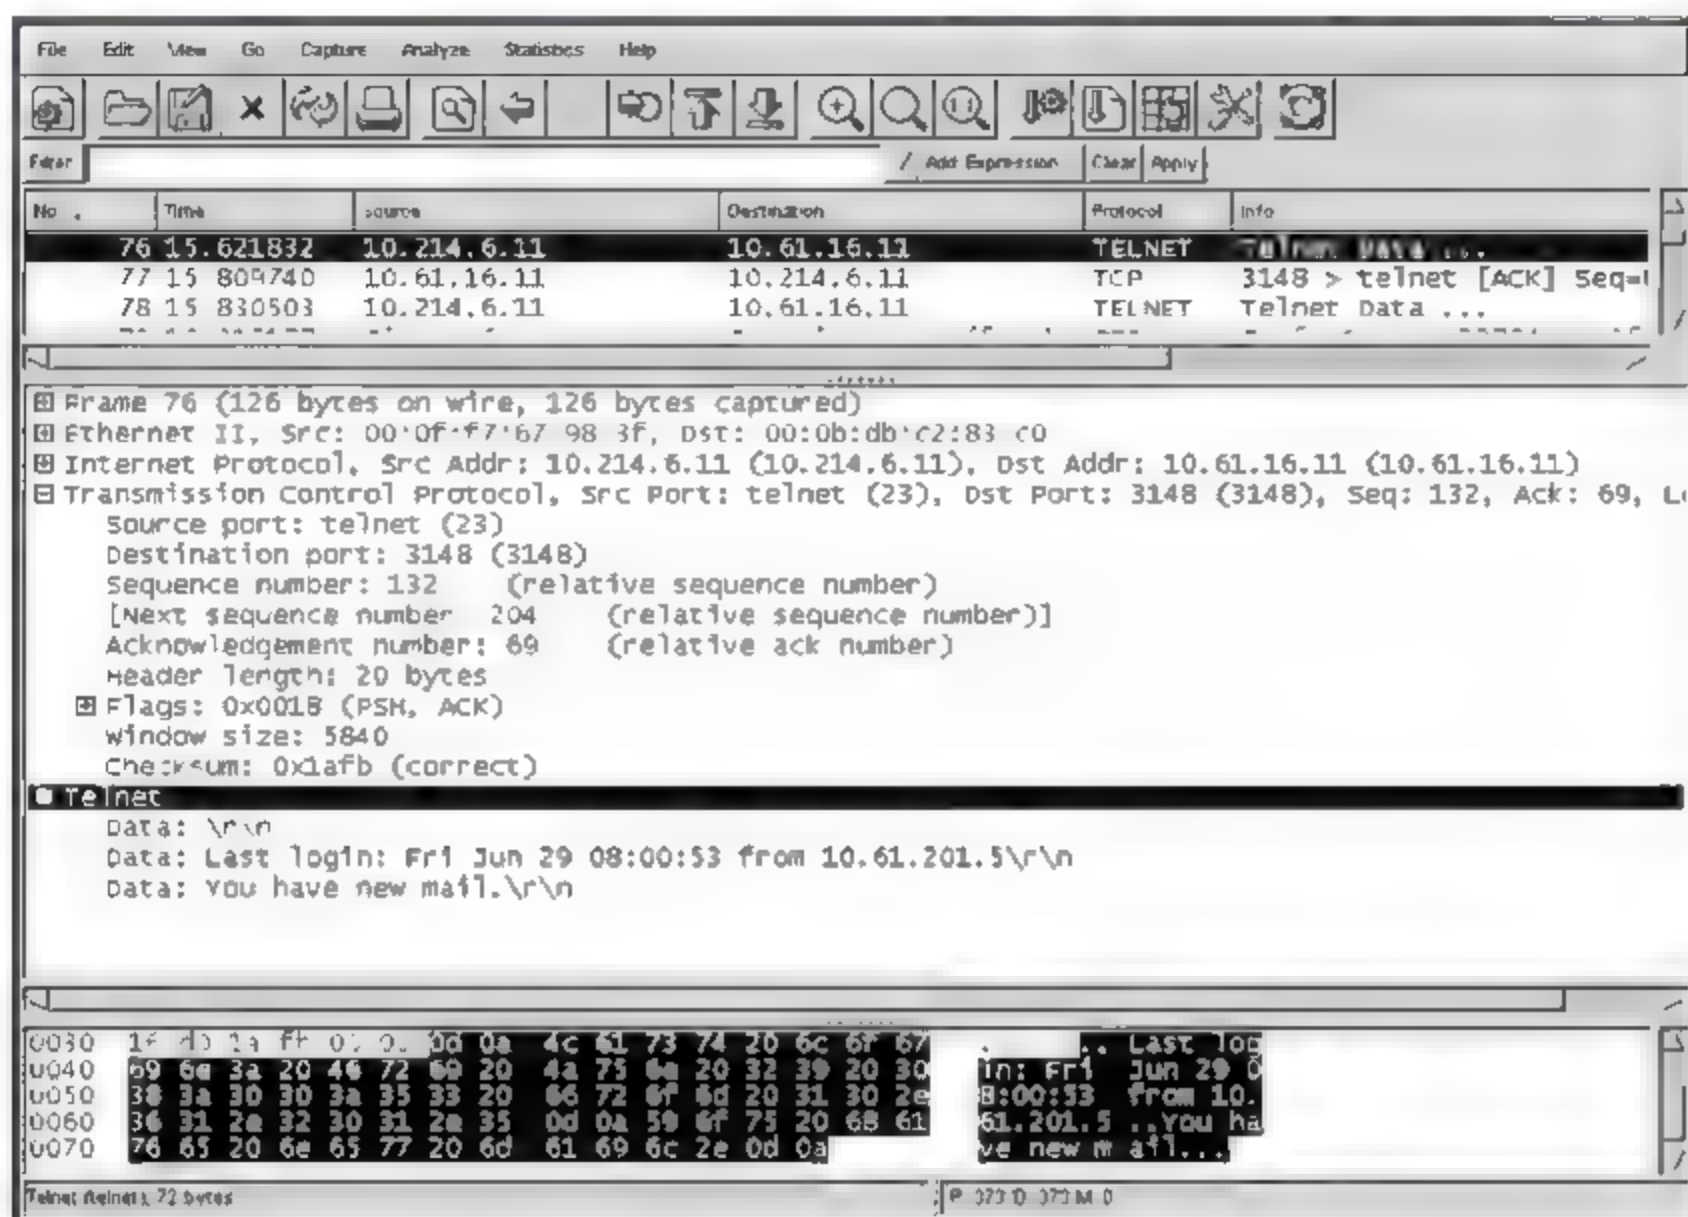 File Edit View Go Capture Analyze Statistics Help
Filter Add Expression Clear Apply
No . Time Source Destination Protocol Info
76 15.621832 10.214.6.11 10.61.16.11 TELNET Telnet Data ...
77 15 809740 10.61.16.11 10.214.6.11 TCP 3148 > telnet [ACK] Seq=
78 15 830503 10.214.6.11 10.61.16.11 TELNET Telnet Data ...
Frame 76 (126 bytes on wire, 126 bytes captured)
Ethernet II, Src: 00:0f:f7:67 98 3f, Dst: 00:0b:db:c2:83 c0
Internet Protocol, Src Addr: 10.214.6.11 (10.214.6.11), Dst Addr: 10.61.16.11 (10.61.16.11)
Transmission Control Protocol, Src Port: telnet (23), Dst Port: 3148 (3148), Seq: 132, Ack: 69,
Source port: telnet (23)
Destination port: 3148 (3148)
Sequence number: 132 (relative sequence number)
[Next sequence number 204 (relative sequence number)]
Acknowledgement number: 69 (relative ack number)
Header length: 20 bytes
Flags: 0x0018 (PSH, ACK)
Window size: 5840
Checksum: 0x1afb (correct)
Telnet
Data: \r\n
Data: Last login: Fri Jun 29 08:00:53 from 10.61.201.5\r\n
Data: You have new mail.\r\n
0030 0d 0a 4c 61 73 74 20 6c 6f 67 . .. Last log
0040 69 6e 3a 20 46 72 69 20 4a 75 6e 20 32 39 20 30 in: Fri Jun 29 0
0050 38 3a 30 30 3a 35 33 20 66 72 6f 6d 20 31 30 2e 8:00:53 from 10.
0060 36 31 2e 32 30 31 2e 35 0d 0a 59 6f 75 20 68 61 61.201.5 ..You ha
0070 76 65 20 6e 65 77 20 6d 61 69 6c 2e 0d 0a ve new m ail...
Telnet (telnet), 72 bytes P 373 D 373 M 0